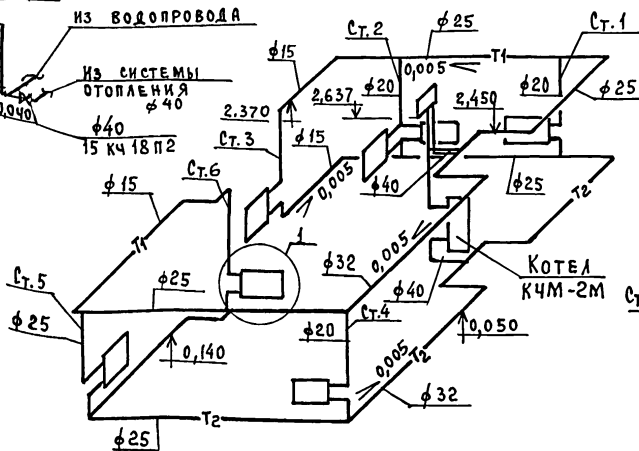 ИЗ ВОДОПРОВОДА
ИЗ СИСТЕМЫ
ОТОПЛЕНИЯ
ф40
0,040
ф40
15 КЧ 18П2
Ст.2
ф25
Ст.1
ф15
Т1
0,005
ф20
ф20
ф25
2.370
2,637
2,450
Ст.3
ф15
Ст.6
0,005
ф40
ф25
ф15
Т1
1
0,005
Т2
Ст.5
ф25
ф32
КОТЕЛ
КЧМ-2М
ф40
ф25
ф20
Ст.4
Ст
0,140
0,050
0,005
Т2
ф32
ф25
Т2